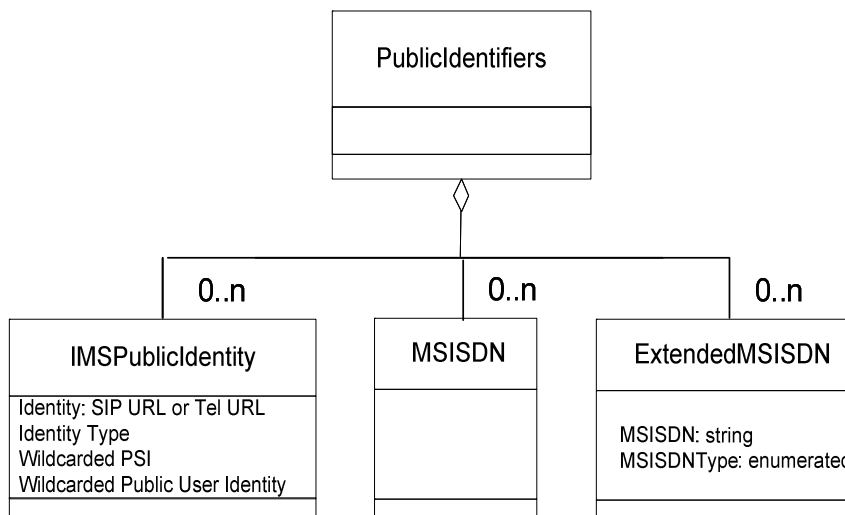 PublicIdentifiers
0..n
0..n
0..n
IMSPublicIdentity
MSISDN
ExtendedMSISDN
Identity: SIP URL or Tel URL
Identity Type
Wildcarded PSI
Wildcarded Public User Identity
MSISDN: string
MSISDNType: enumerated